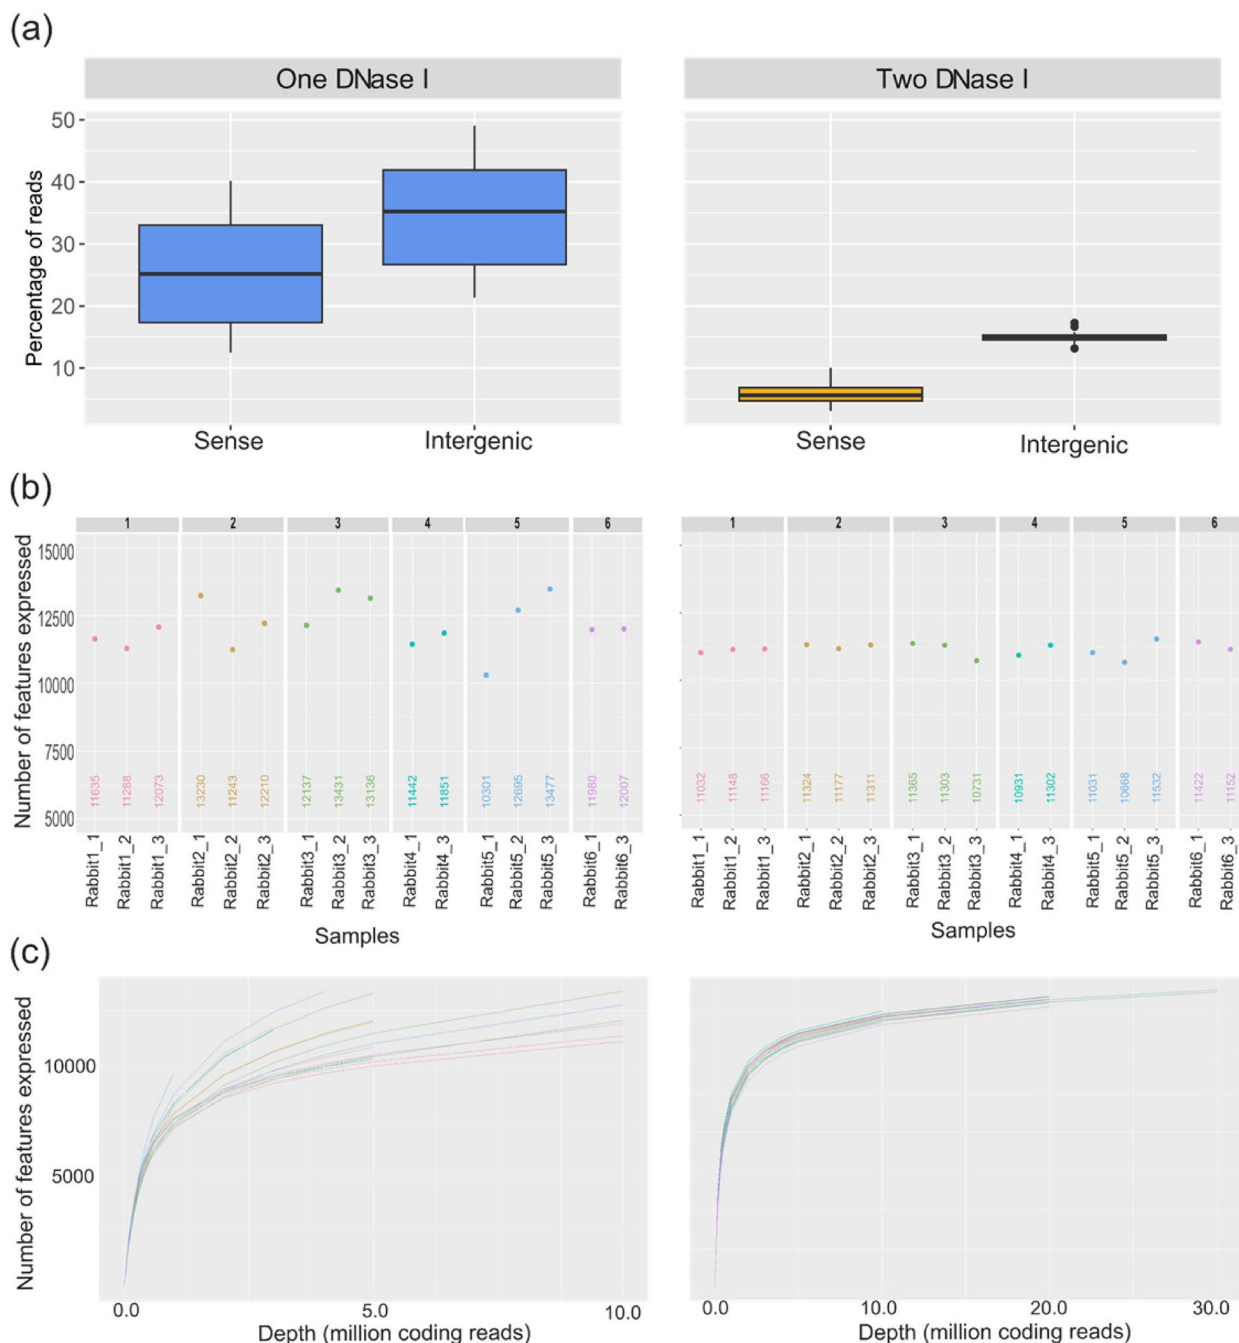 (a)
One DNase I
Two DNase I
Percentage of reads
50
40
30
20
10
Sense
Intergenic
Sense
Intergenic
(b)
Number of features expressed
15000
12500
10000
7500
5000
1
2
3
4
5
6
11635
11288
12073
13230
11243
12210
12137
13431
13136
11442
11851
10301
12695
13477
11980
12007
Rabbit1_1
Rabbit1_2
Rabbit1_3
Rabbit2_1
Rabbit2_2
Rabbit2_3
Rabbit3_1
Rabbit3_2
Rabbit3_3
Rabbit4_1
Rabbit4_3
Rabbit5_1
Rabbit5_2
Rabbit5_3
Rabbit6_1
Rabbit6_3
Samples
1
2
3
4
5
6
11032
11148
11166
11324
11177
11311
11365
11303
10731
10931
11302
11031
10668
11532
11422
11152
Rabbit1_1
Rabbit1_2
Rabbit1_3
Rabbit2_1
Rabbit2_2
Rabbit2_3
Rabbit3_1
Rabbit3_2
Rabbit3_3
Rabbit4_1
Rabbit4_3
Rabbit5_1
Rabbit5_2
Rabbit5_3
Rabbit6_1
Rabbit6_3
Samples
(c)
Number of features expressed
10000
5000
0.0
5.0
10.0
Depth (million coding reads)
0.0
10.0
20.0
30.0
Depth (million coding reads)